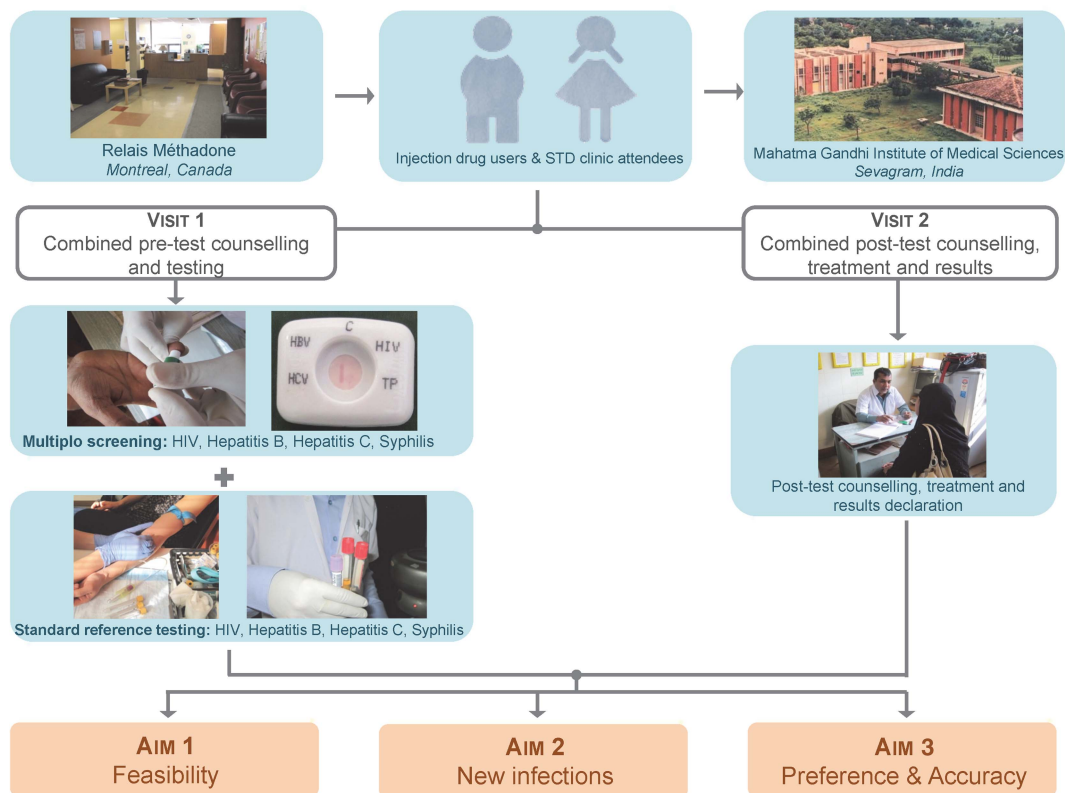 Relais Méthadone
Montreal, Canada
Injection drug users & STD clinic attendees
Mahatma Gandhi Institute of Medical Sciences
Sevagram, India
VISIT 1
Combined pre-test counselling
and testing
VISIT 2
Combined post-test counselling,
treatment and results
C
HBV
HIV
HCV
TP
Multiplo screening: HIV, Hepatitis B, Hepatitis C, Syphilis
+
Standard reference testing: HIV, Hepatitis B, Hepatitis C, Syphilis
Post-test counselling, treatment and
results declaration
AIM 1
Feasibility
AIM 2
New infections
AIM 3
Preference & Accuracy